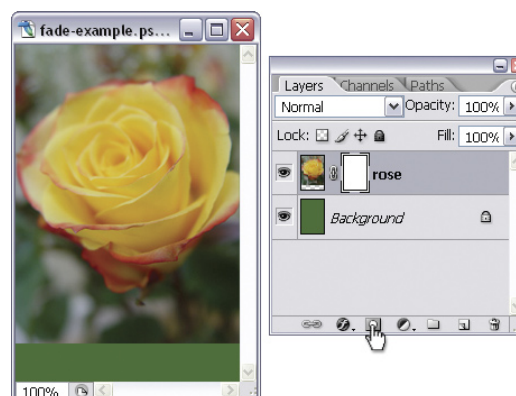 fade-example.ps...
100%
Layers Channels Paths
Normal Opacity: 100%
Lock: Fill: 100%
rose
Background